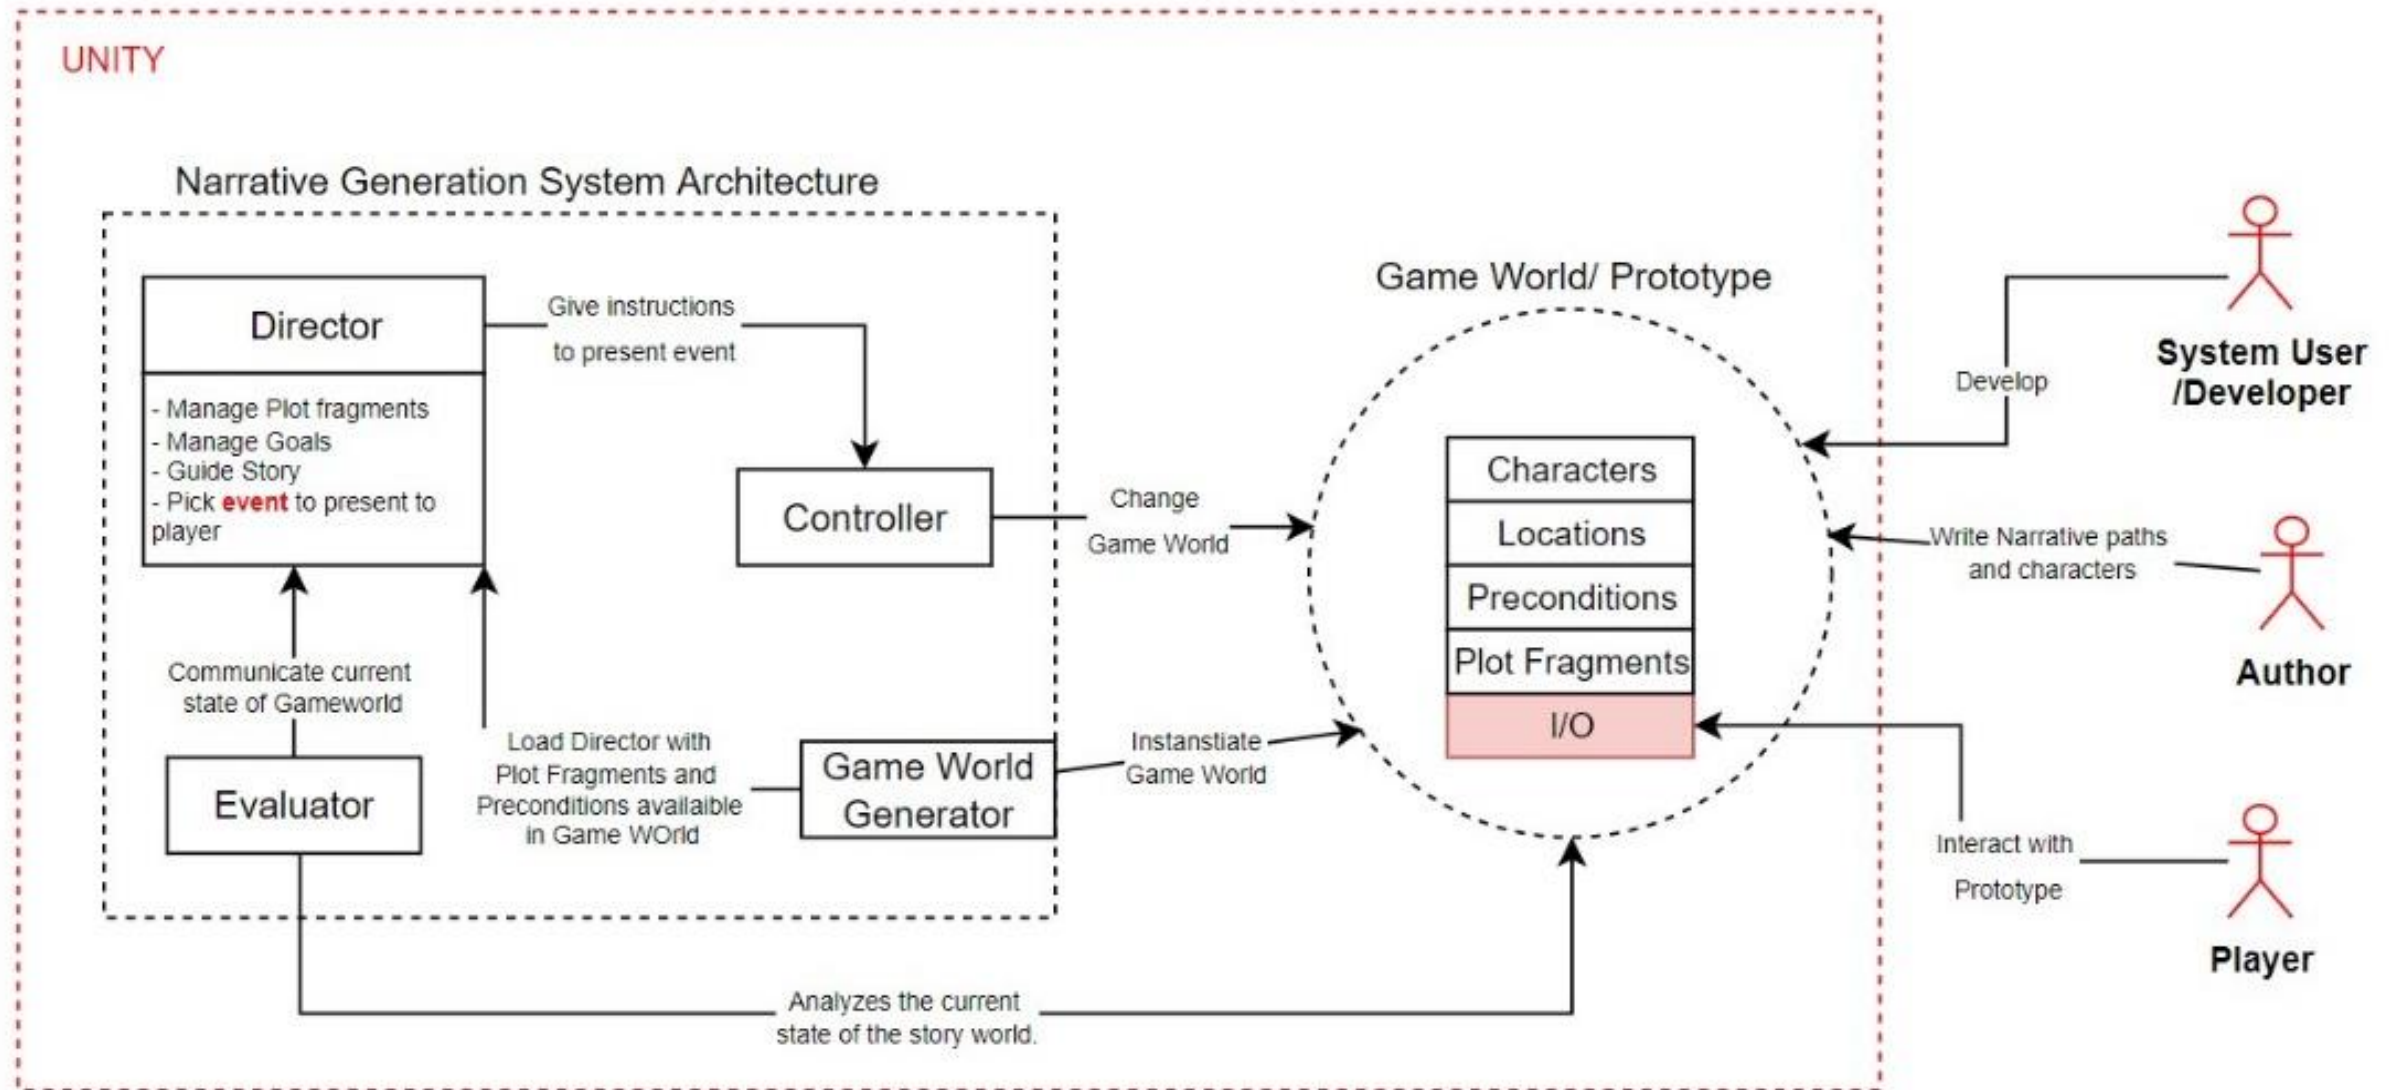 UNITY
Narrative Generation System Architecture
Director
- Manage Plot fragments
- Manage Goals
- Guide Story
- Pick event to present to
player
Give instructions
to present event
Controller
Change
Game World
Communicate current
state of Gameworld
Evaluator
Load Director with
Plot Fragments and
Preconditions availaible
in Game WOrld
Game World
Generator
Instanstiate
Game World
Analyzes the current
state of the story world.
Game World/ Prototype
Characters
Locations
Preconditions
Plot Fragments
I/O
Develop
System User
/Developer
Write Narrative paths
and characters
Author
Interact with
Prototype
Player